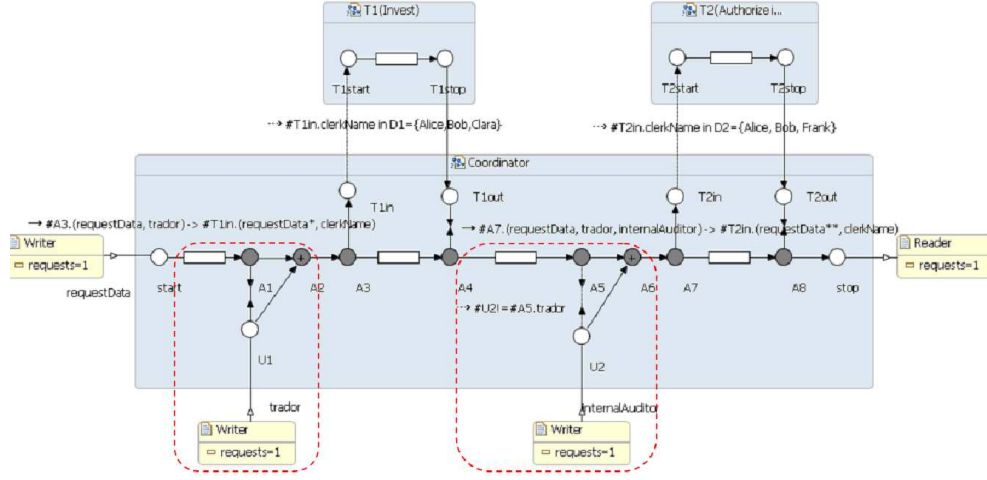 T1(Invest)
T2(Authorize i...
T1start
T1stop
T2start
T2stop
#T1in.clerkName in D1={Alice,Bob,Clara}
#T2in.clerkName in D2={Alice, Bob, Frank}
Coordinator
T1in
T1out
T2in
T2out
#A3.(requestData, trador)-> #T1in.(requestData*, clerkName)
#A7.(requestData, trador, internalAuditor)-> #T2in.(requestData**, clerkName)
Writer
requests=1
Reader
requests=1
requestData
start
A1
A2
A3
A4
A5
A6
A7
A8
stop
#U2!=#A5.trador
U1
U2
trador
internalAuditor
Writer
requests=1
Writer
requests=1